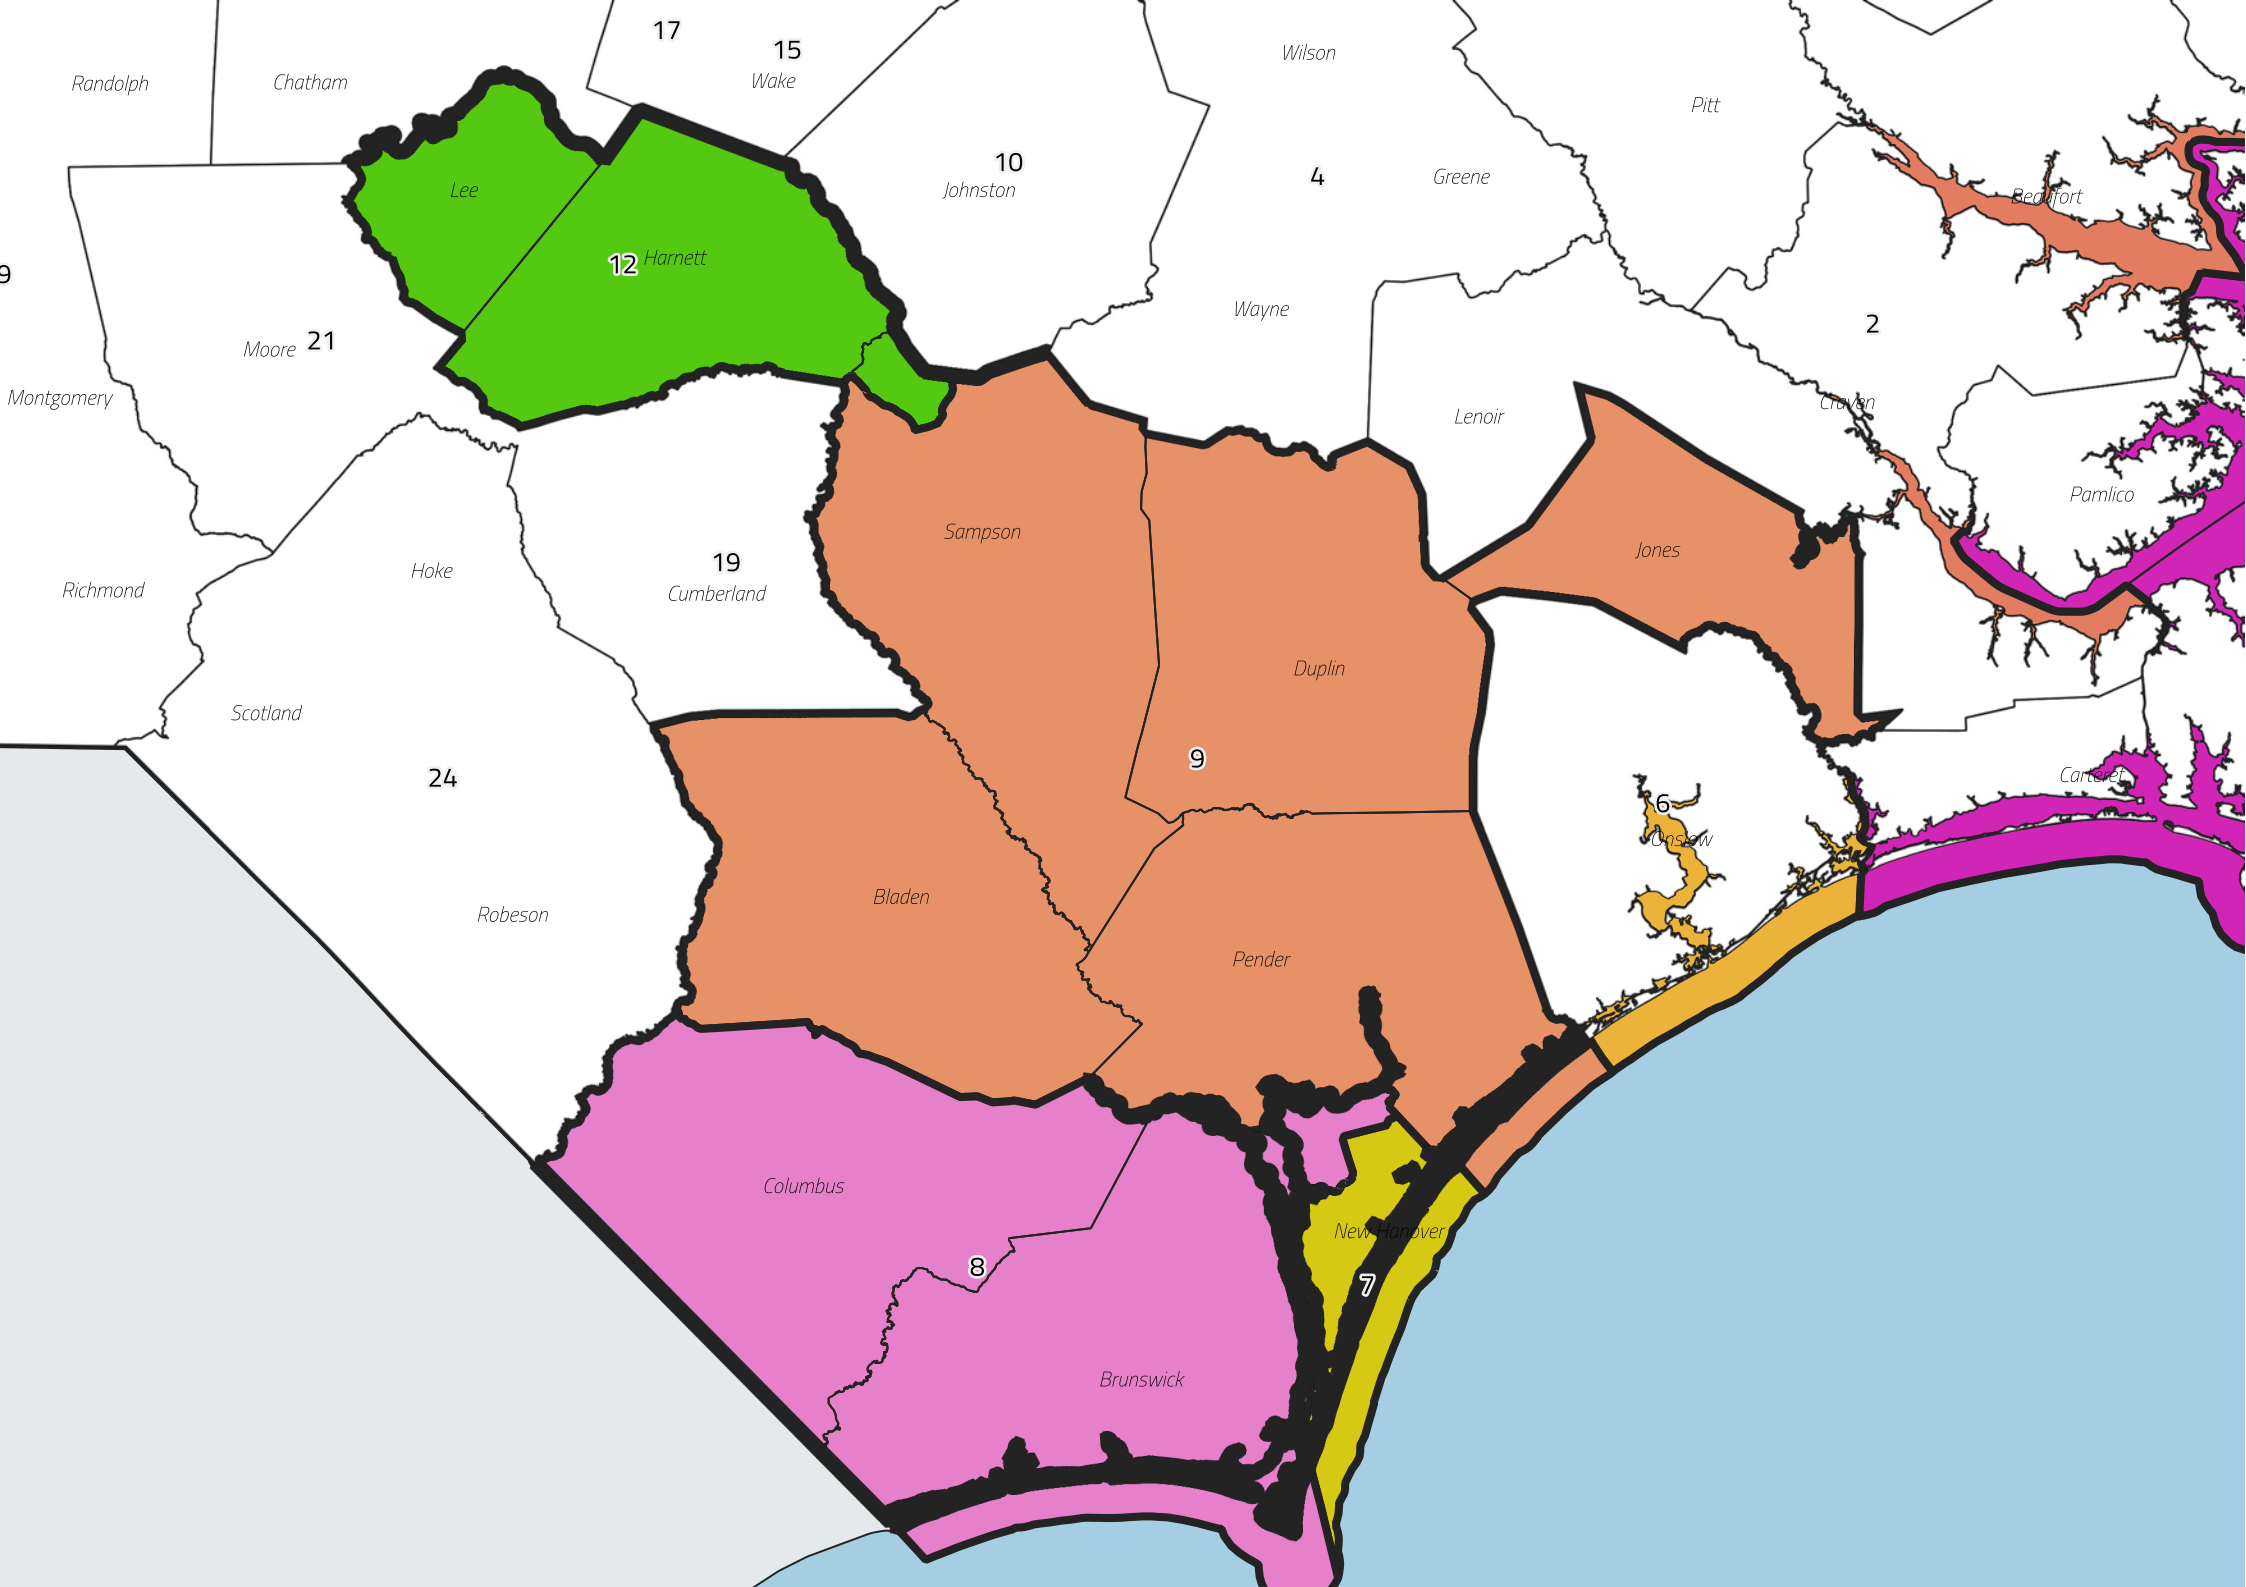 17
15
Wake
Wilson
Randolph
Chatham
Pitt
10
Johnston
4
Greene
Lee
Beaufort
12
Harnett
9
Wayne
2
21
Moore
Montgomery
Lenoir
Craven
Pamlico
Sampson
Jones
19
Cumberland
Hoke
Richmond
Duplin
Scotland
9
24
Carteret
6
Onslow
Bladen
Robeson
Pender
Columbus
New Hanover
8
7
Brunswick